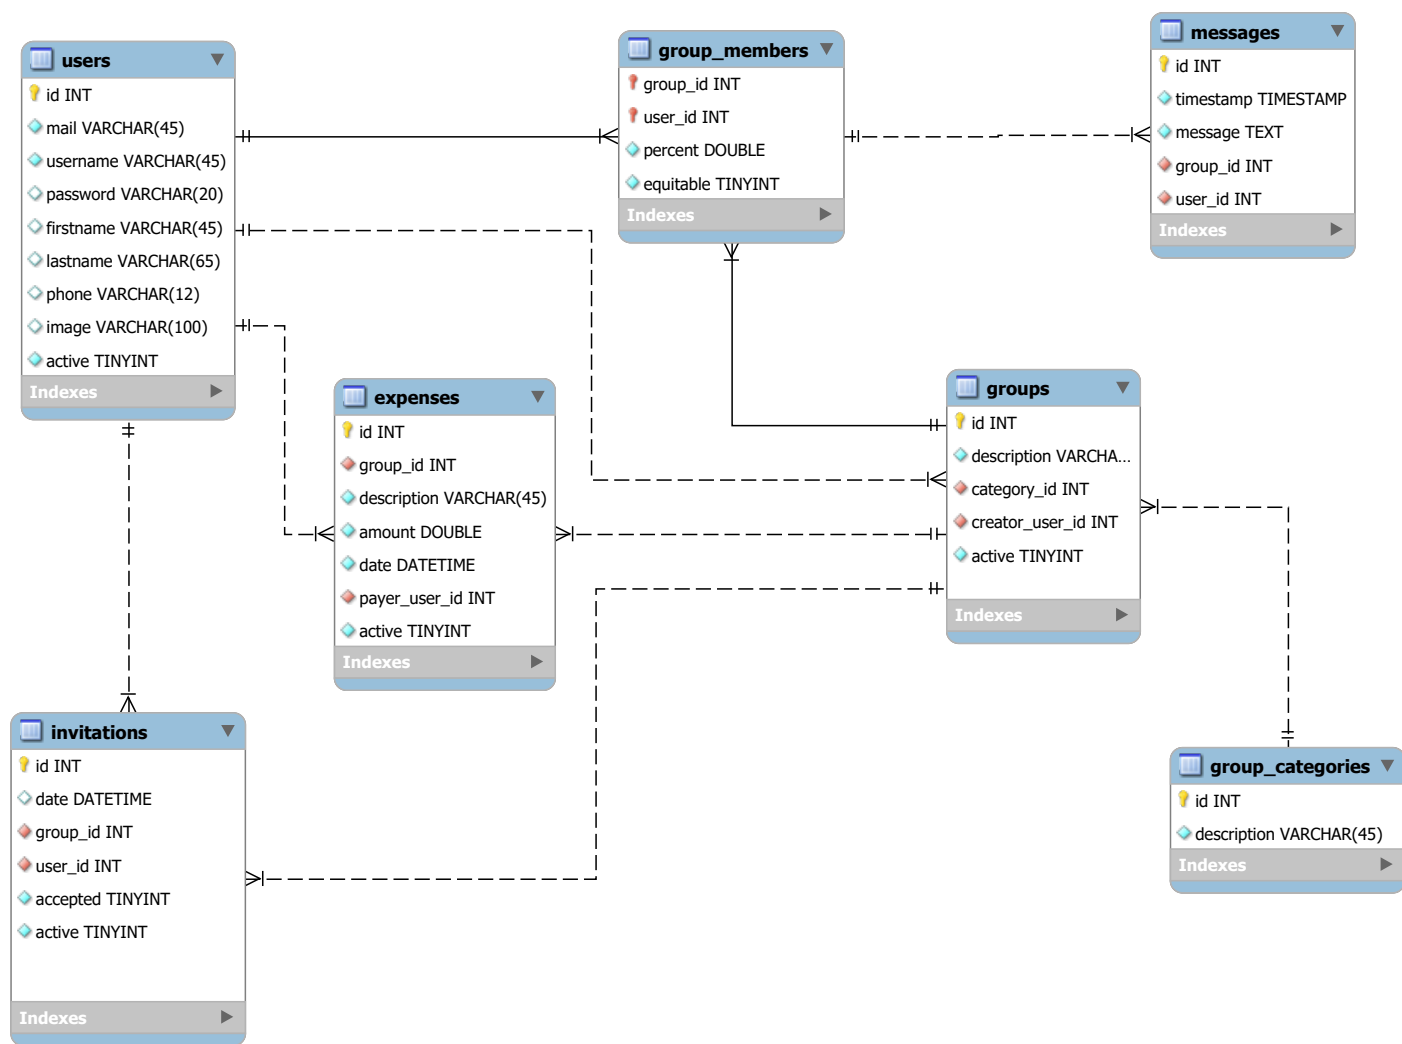 users
id INT
mail VARCHAR(45)
username VARCHAR(45)
password VARCHAR(20)
firstname VARCHAR(45)
lastname VARCHAR(65)
phone VARCHAR(12)
image VARCHAR(100)
active TINYINT
Indexes
group_members
group_id INT
user_id INT
percent DOUBLE
equitable TINYINT
Indexes
messages
id INT
timestamp TIMESTAMP
message TEXT
group_id INT
user_id INT
Indexes
expenses
id INT
group_id INT
description VARCHAR(45)
amount DOUBLE
date DATETIME
payer_user_id INT
active TINYINT
Indexes
groups
id INT
description VARCHA...
category_id INT
creator_user_id INT
active TINYINT
Indexes
invitations
id INT
date DATETIME
group_id INT
user_id INT
accepted TINYINT
active TINYINT
Indexes
group_categories
id INT
description VARCHAR(45)
Indexes